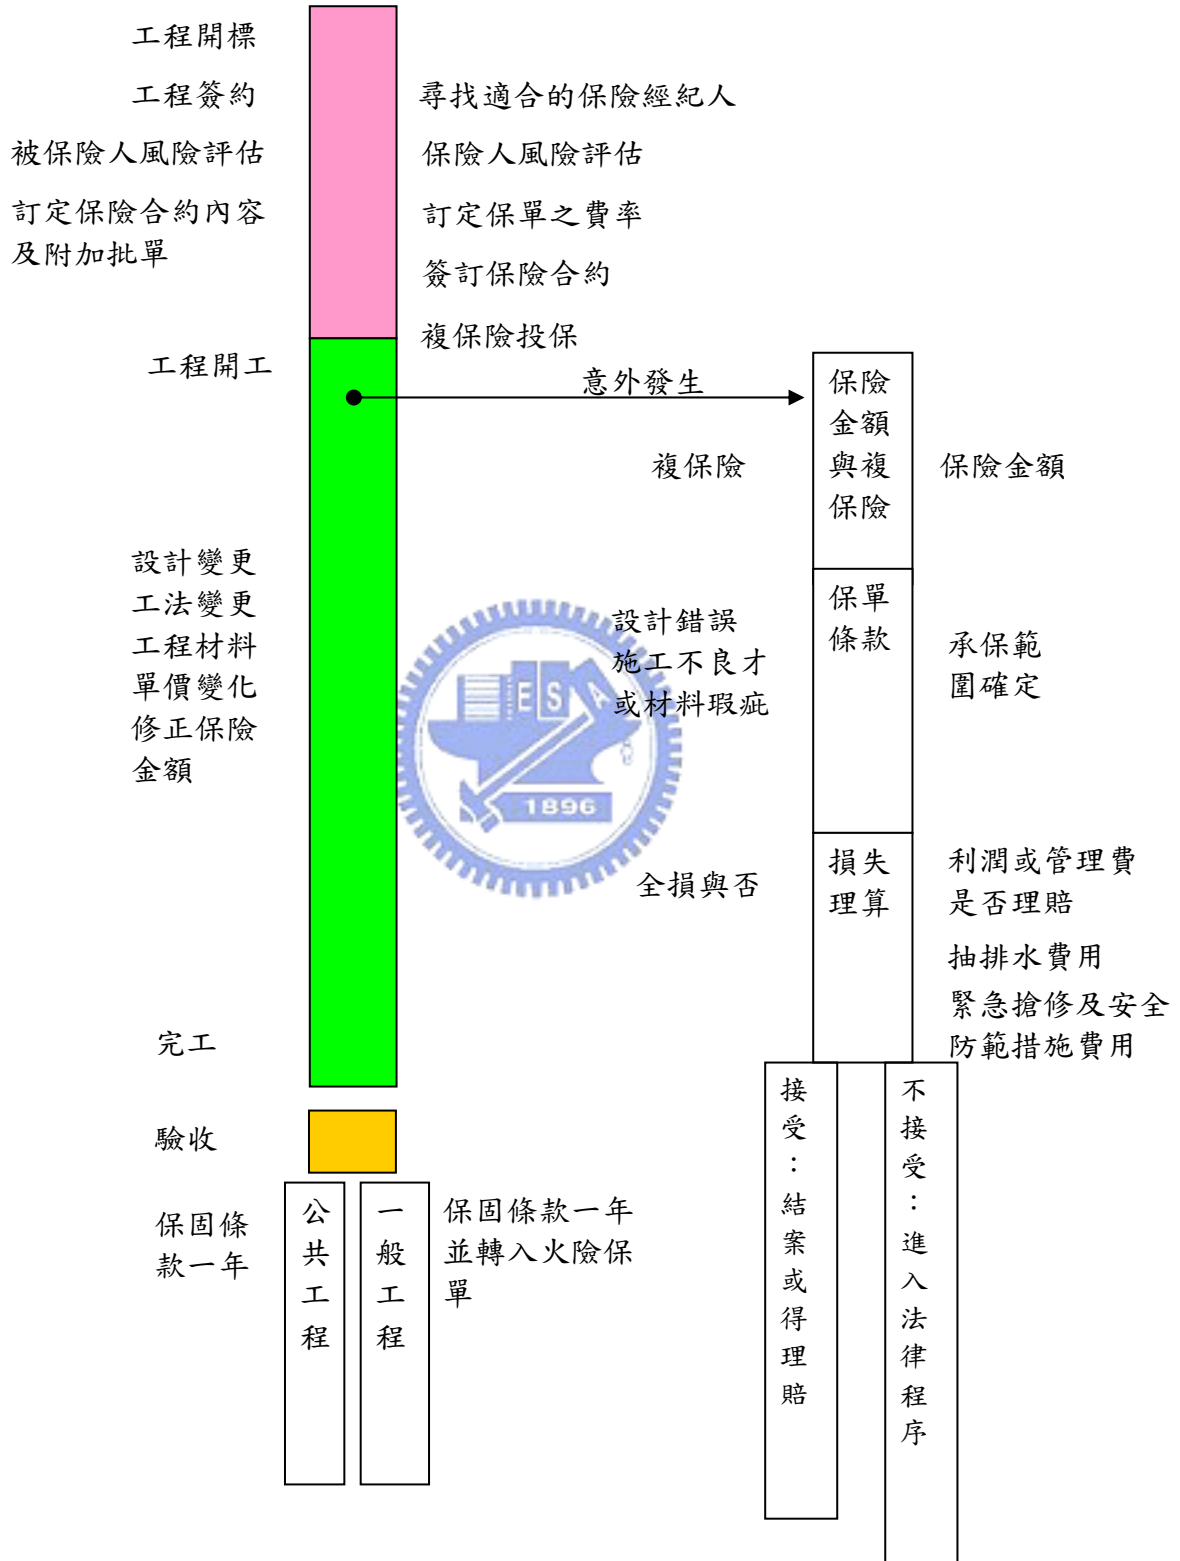 工程開標
工程簽約
被保險人風險評估
訂定保險合約內容
及附加批單
尋找適合的保險經紀人
保險人風險評估
訂定保單之費率
簽訂保險合約
複保險投保
工程開工
意外發生
保險
金額
與複
保險
複保險
保險金額
設計變更
工法變更
工程材料
單價變化
修正保險
金額
設計錯誤
施工不良才
或材料瑕疵
保單
條款
承保範
圍確定
ESA
1896
全損與否
損失
理算
利潤或管理費
是否理賠
抽排水費用
緊急搶修及安全
防範措施費用
完工
驗收
保固條
款一年
公共工程
一般工程
保固條款一年
並轉入火險保
單
接受：結案或得理賠
不接受：進入法律程序